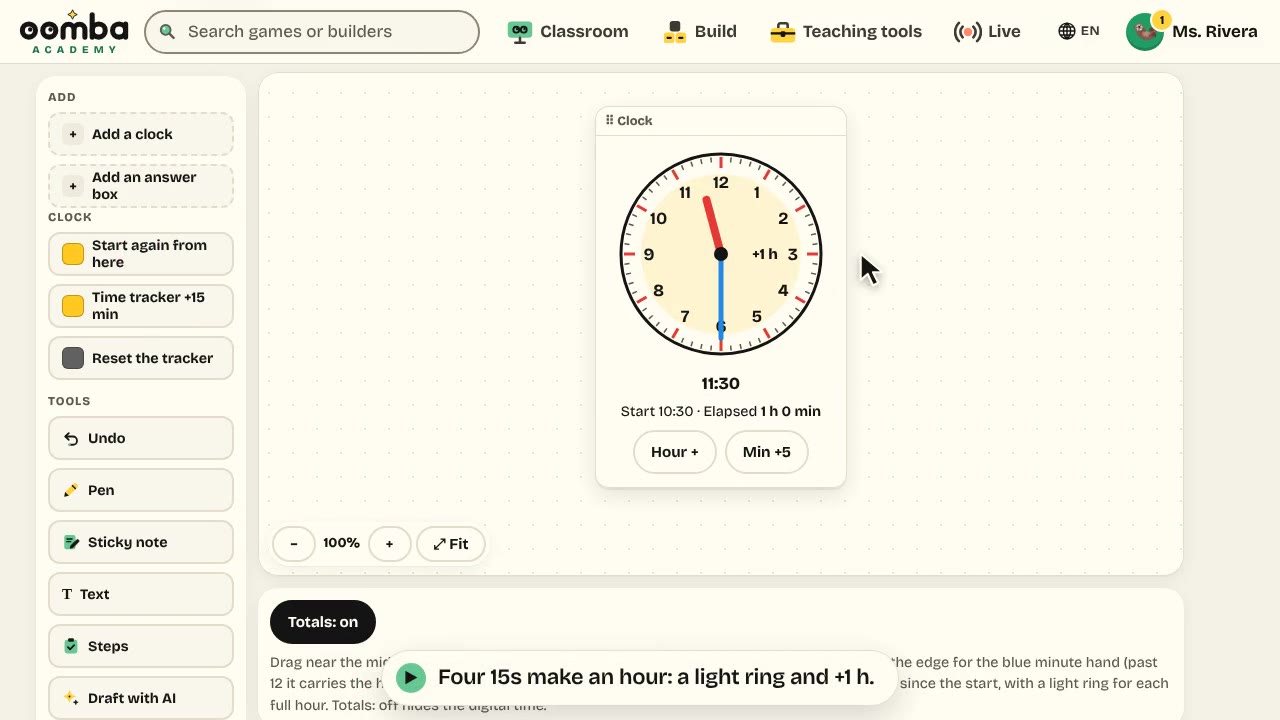 oomba
ACADEMY
Search games or builders
Classroom
Build
Teaching tools
Live
EN
1
Ms. Rivera
ADD
+ Add a clock
+ Add an answer
box
CLOCK
Start again from
here
Time tracker +15
min
Reset the tracker
TOOLS
Undo
Pen
Sticky note
T Text
Steps
Draft with AI
Clock
12
1
2
3
4
5
6
7
8
9
10
11
+1 h
11:30
Start 10:30 · Elapsed 1 h 0 min
Hour +
Min +5
−
100%
+
Fit
Totals: on
Drag near the
the edge for the blue minute hand (past
12 it carries the
since the start, with a light ring for each
full hour. Totals: off hides the digital time.
Four 15s make an hour: a light ring and +1 h.